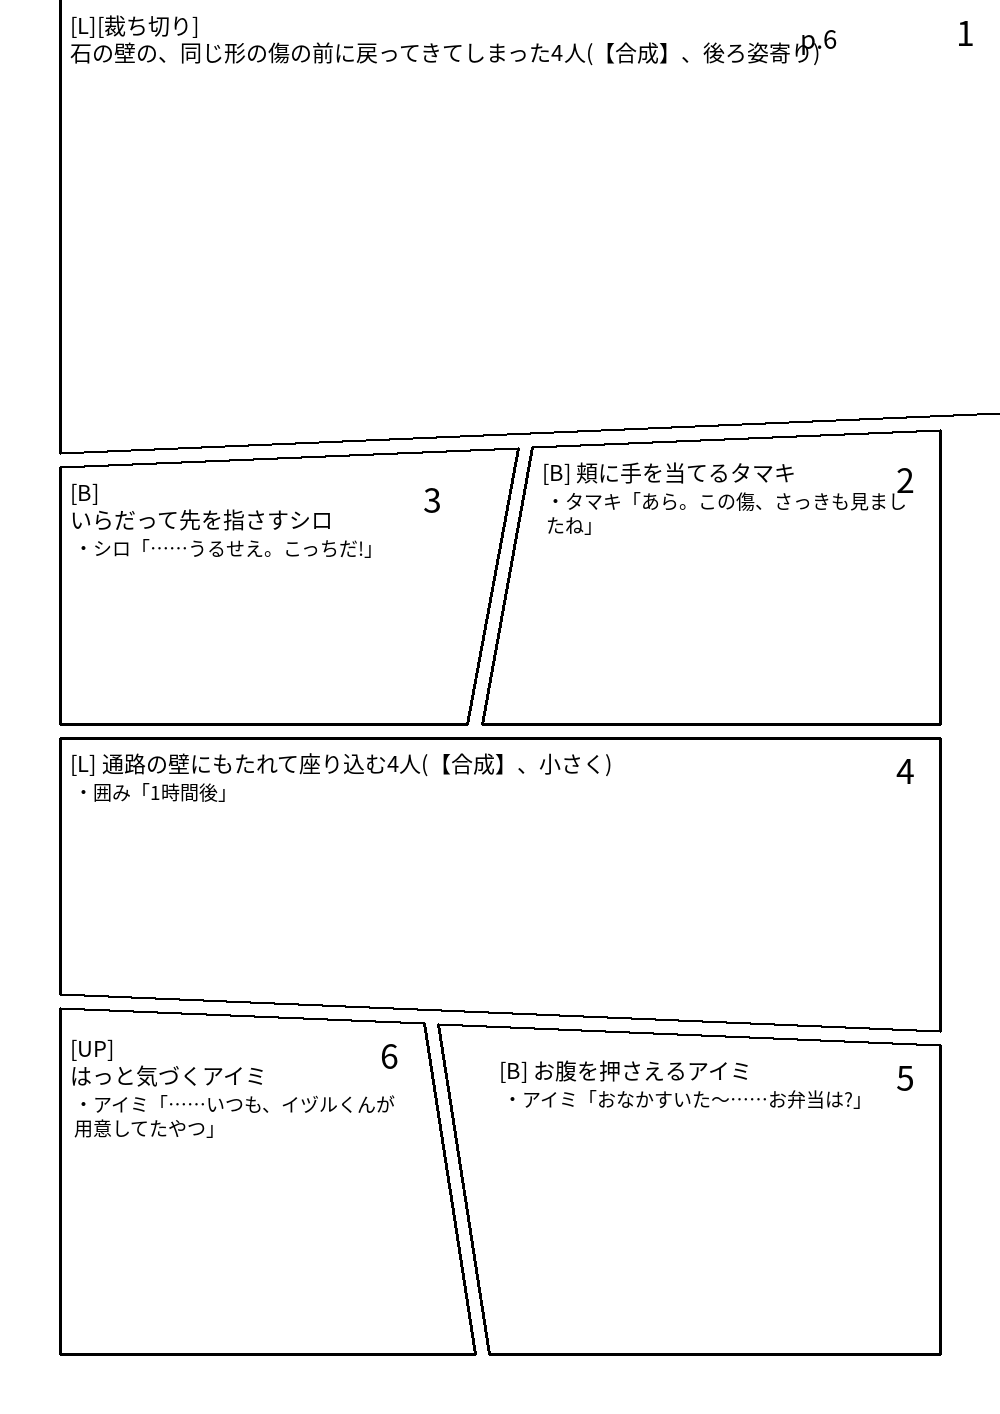 [L][裁ち切り]
石の壁の、同じ形の傷の前に戻ってきてしまった4人(【合成】、後ろ姿寄り)
p.6
1
[B] 頬に手を当てるタマキ
・タマキ「あら。この傷、さっきも見まし
たね」
2
[B]
いらだって先を指さすシロ
・シロ「……うるせえ。こっちだ!」
3
[L] 通路の壁にもたれて座り込む4人(【合成】、小さく)
・囲み「1時間後」
4
[B] お腹を押さえるアイミ
・アイミ「おなかすいた〜……お弁当は?」
5
[UP]
はっと気づくアイミ
・アイミ「……いつも、イヅルくんが
用意してたやつ」
6